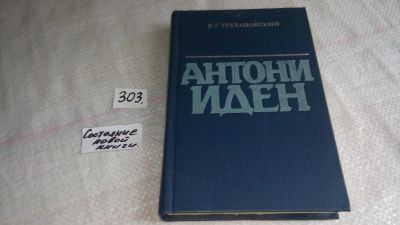 В.Г. ТРУХАНОВСКИЙ
АНТОНИ
ИДЕН
303.
Состояние
новой
книги.